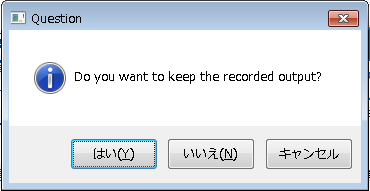 Question
Do you want to keep the recorded output?
はい(Y)
いいえ(N)
キャンセル